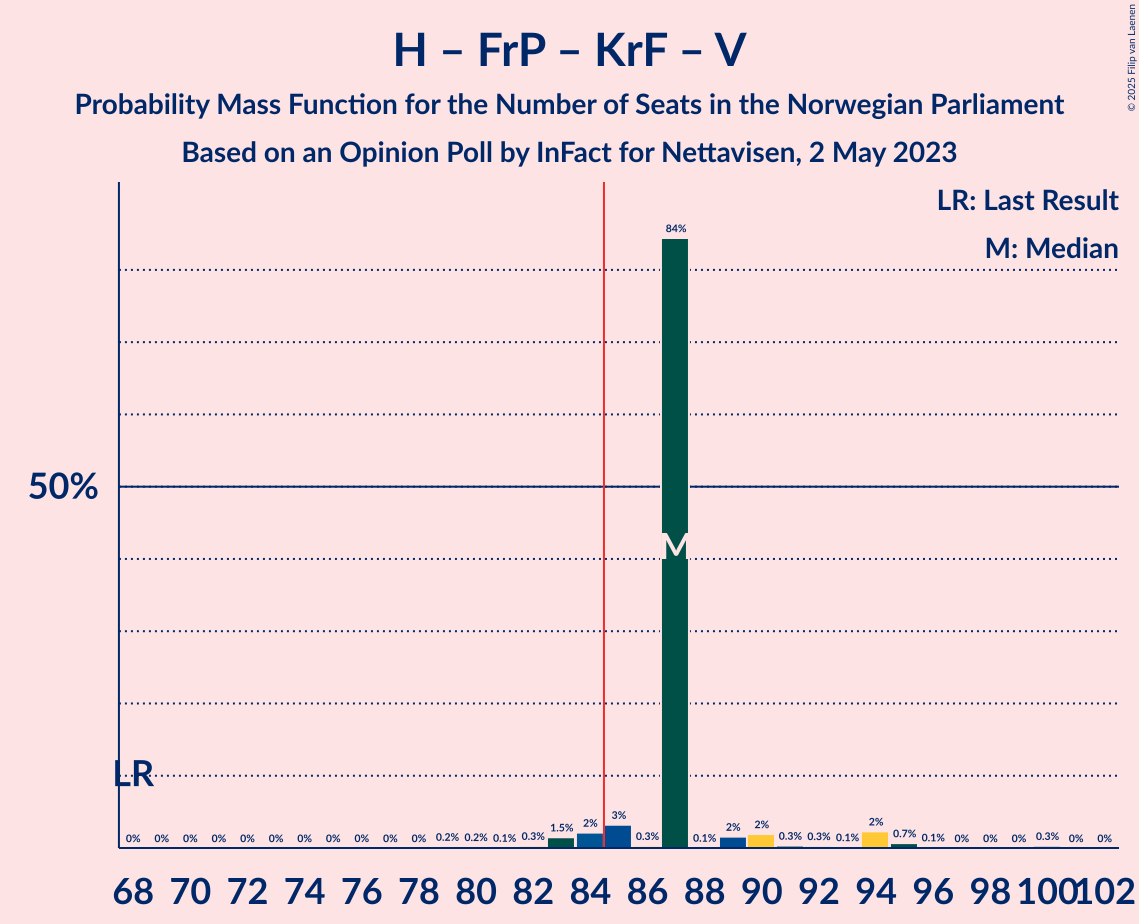 H – FrP – KrF – V
Probability Mass Function for the Number of Seats in the Norwegian Parliament
Based on an Opinion Poll by InFact for Nettavisen, 2 May 2023
© 2025 Filip van Laenen
LR: Last Result
M: Median
84%
50%
M
LR
0% 0% 0% 0% 0% 0% 0% 0% 0% 0% 0% 0.2% 0.2% 0.1% 0.3% 1.5% 2% 3% 0.3% 0.1% 2% 2% 0.3% 0.3% 0.1% 2% 0.7% 0.1% 0% 0% 0% 0.3% 0% 0%
68 70 72 74 76 78 80 82 84 86 88 90 92 94 96 98 100 102